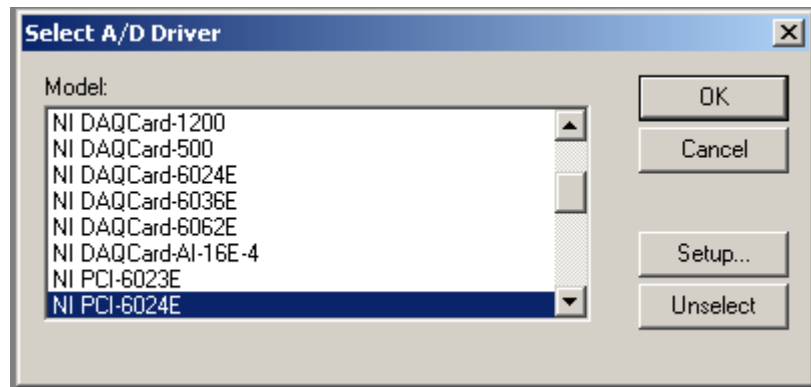 Select A/D Driver
Model:
NI DAQCard-1200
NI DAQCard-500
NI DAQCard-6024E
NI DAQCard-6036E
NI DAQCard-6062E
NI DAQCard-AI-16E-4
NI PCI-6023E
NI PCI-6024E
OK
Cancel
Setup...
Unselect